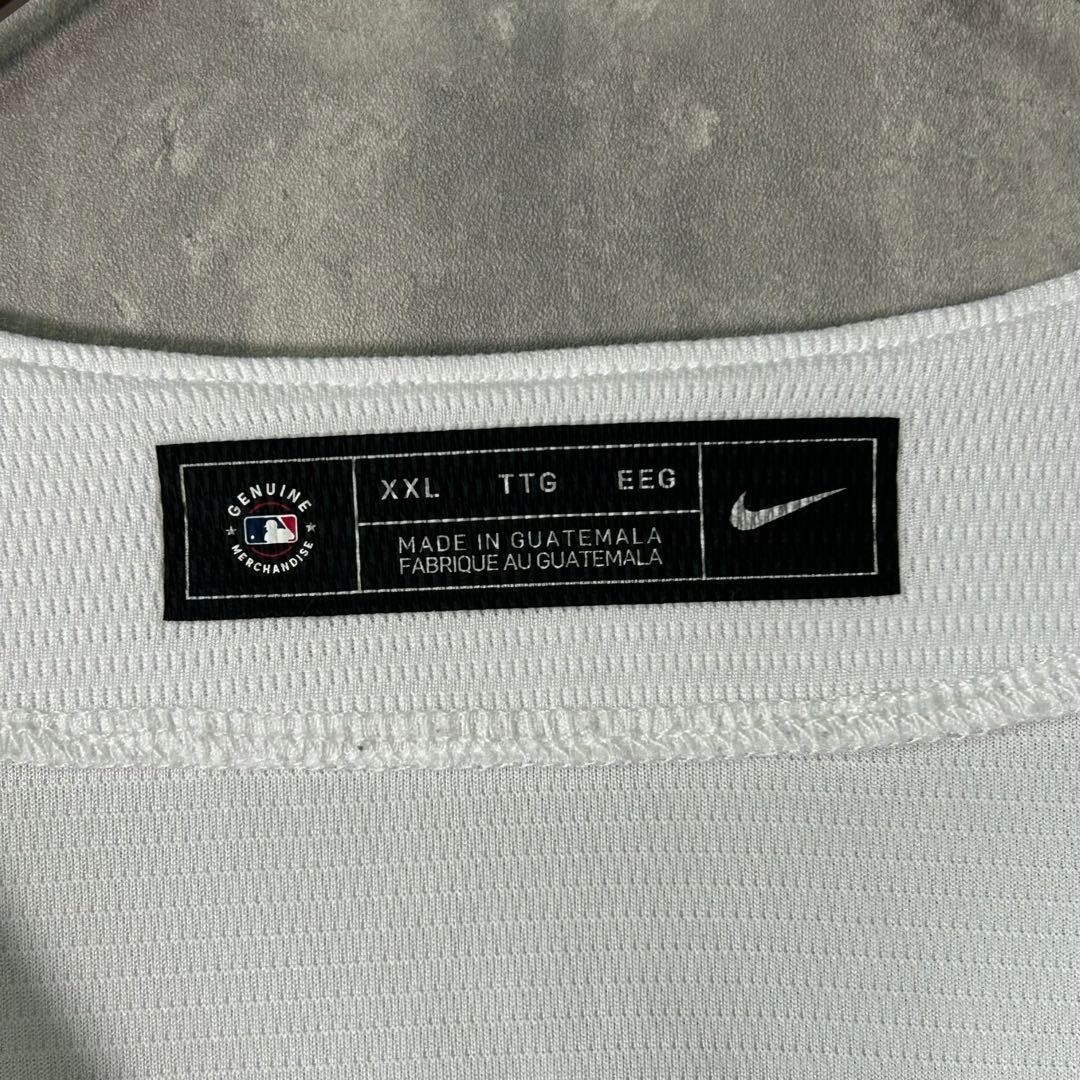 GENUINE
MERCHANDISE
XXL TTG EEG
MADE IN GUATEMALA
FABRIQUE AU GUATEMALA